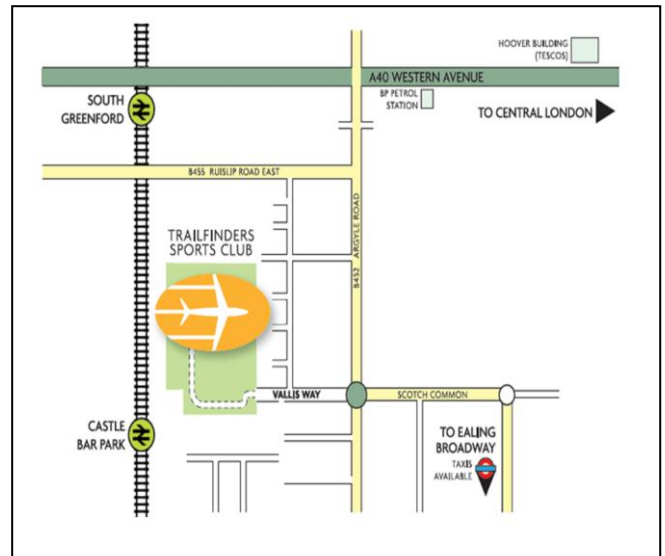 HOOVER BUILDING
(TESCOS)
A40 WESTERN AVENUE
BP PETROL
STATION
SOUTH
GREENFORD
TO CENTRAL LONDON
B455 RUISLIP ROAD EAST
TRAILFINDERS
SPORTS CLUB
B452 ARGYLE ROAD
VALLIS WAY
SCOTCH COMMON
CASTLE
BAR PARK
TO EALING
BROADWAY
TAXIS
AVAILABLE